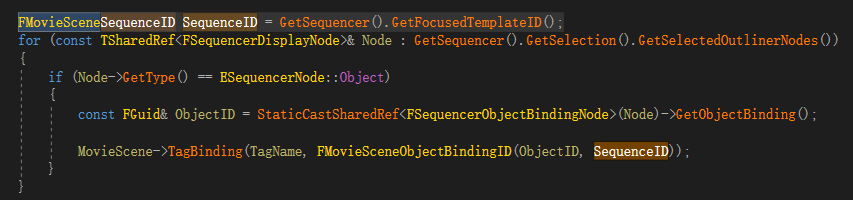 FMovieSceneSequenceID SequenceID = GetSequencer().GetFocusedTemplateID();
for (const TSharedRef<FSequencerDisplayNode>& Node : GetSequencer().GetSelection().GetSelectedOutlinerNodes())
{
if (Node->GetType() == ESequencerNode::Object)
{
const FGuid& ObjectID = StaticCastSharedRef<FSequencerObjectBindingNode>(Node)->GetObjectBinding();
MovieScene->TagBinding(TagName, FMovieSceneObjectBindingID(ObjectID, SequenceID));
}
}